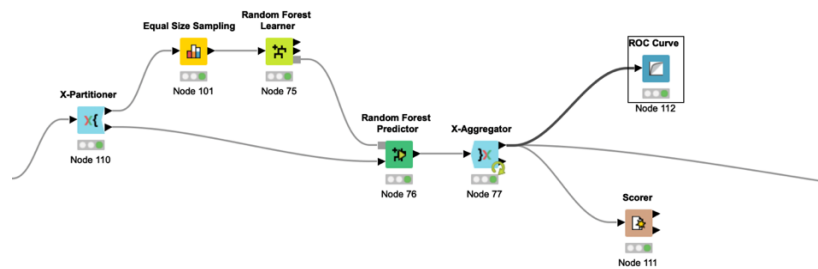 Equal Size Sampling
Node 101
Random Forest
Learner
Node 75
X-Partitioner
Node 110
Random Forest
Predictor
Node 76
X-Aggregator
Node 77
ROC Curve
Node 112
Scorer
Node 111